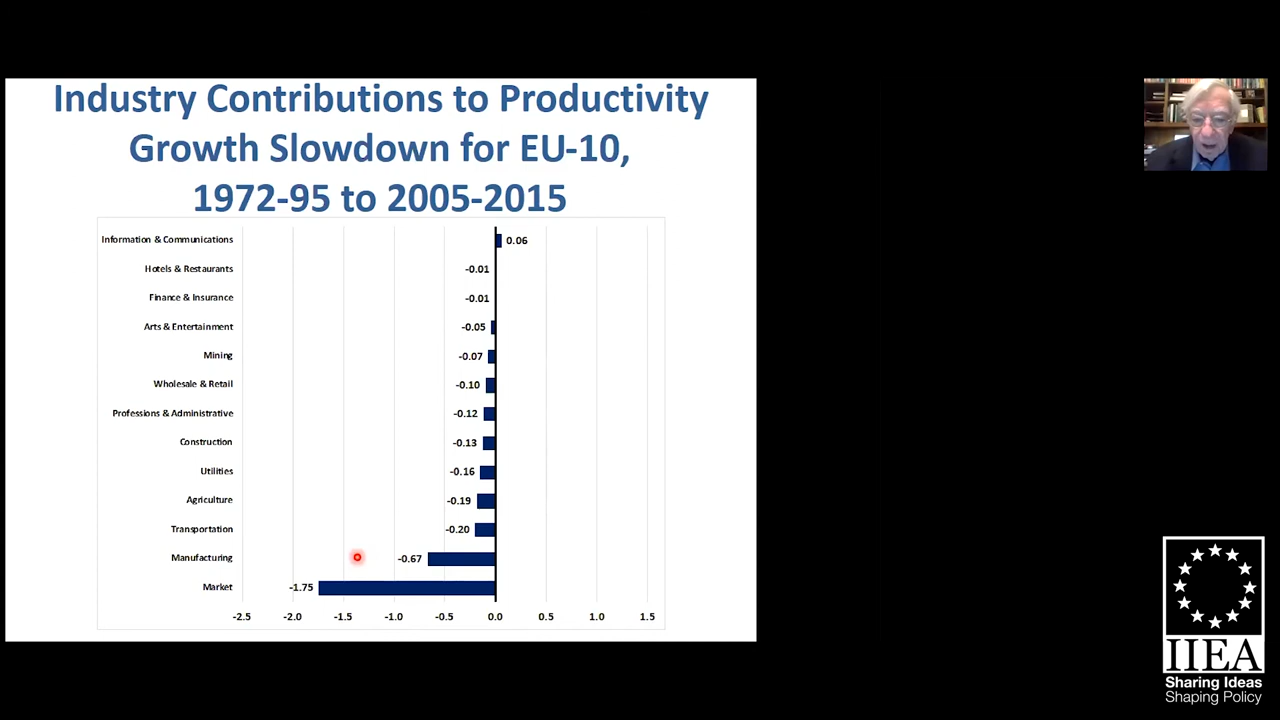 Industry Contributions to Productivity
Growth Slowdown for EU-10,
1972-95 to 2005-2015
Information & Communications 0.06
Hotels & Restaurants -0.01
Finance & Insurance -0.01
Arts & Entertainment -0.05
Mining -0.07
Wholesale & Retail -0.10
Professions & Administrative -0.12
Construction -0.13
Utilities -0.16
Agriculture -0.19
Transportation -0.20
Manufacturing -0.67
Market -1.75
-2.5 -2.0 -1.5 -1.0 -0.5 0.0 0.5 1.0 1.5
IIEA
Sharing Ideas
Shaping Policy